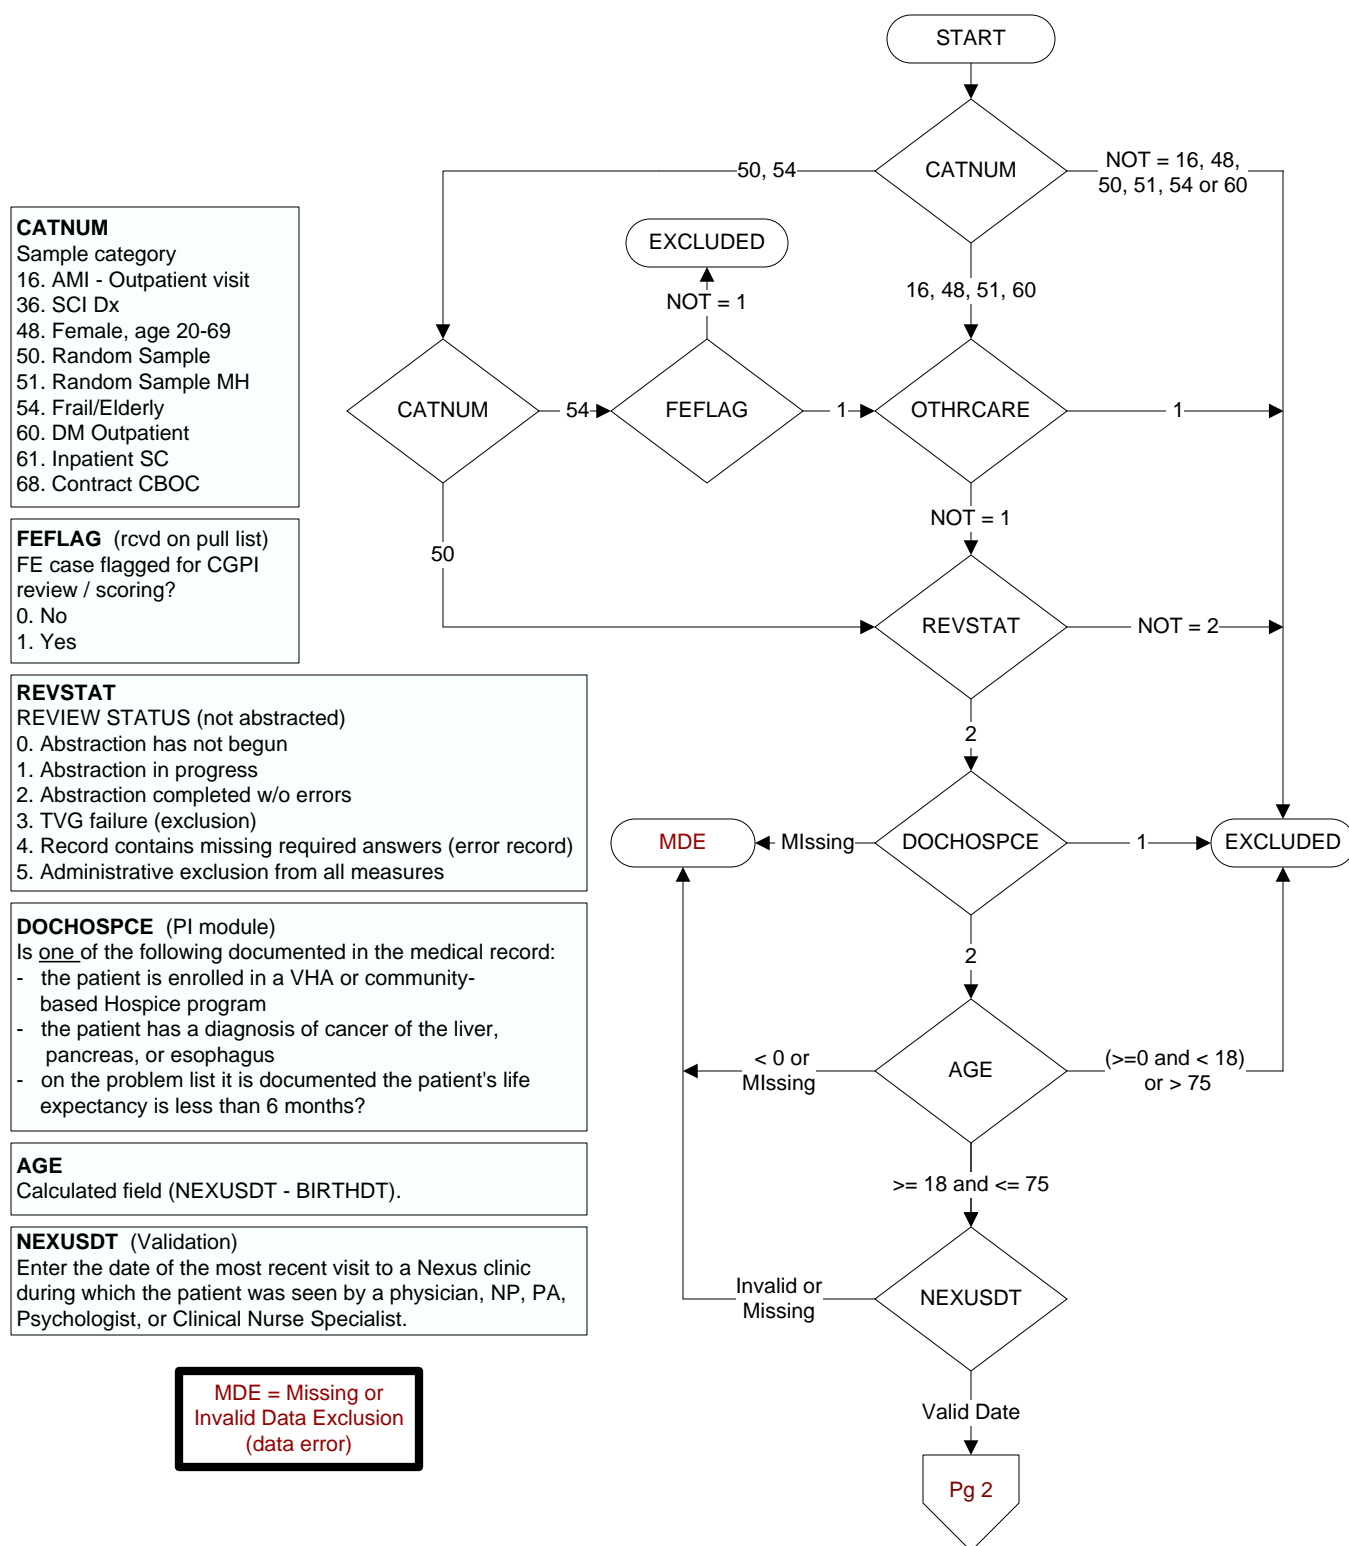 START
CATNUM
50, 54
NOT = 16, 48,
50, 51, 54 or 60
EXCLUDED
NOT = 1
16, 48, 51, 60
CATNUM
54
FEFLAG
1
OTHRCARE
1
NOT = 1
50
REVSTAT
NOT = 2
2
MDE
MIssing
DOCHOSPCE
1
EXCLUDED
2
< 0 or
MIssing
AGE
(>=0 and < 18)
or > 75
>= 18 and <= 75
Invalid or
Missing
NEXUSDT
Valid Date
Pg 2
CATNUM
Sample category
16. AMI - Outpatient visit
36. SCI Dx
48. Female, age 20-69
50. Random Sample
51. Random Sample MH
54. Frail/Elderly
60. DM Outpatient
61. Inpatient SC
68. Contract CBOC
FEFLAG (rcvd on pull list)
FE case flagged for CGPI
review / scoring?
0. No
1. Yes
REVSTAT
REVIEW STATUS (not abstracted)
0. Abstraction has not begun
1. Abstraction in progress
2. Abstraction completed w/o errors
3. TVG failure (exclusion)
4. Record contains missing required answers (error record)
5. Administrative exclusion from all measures
DOCHOSPCE (PI module)
Is one of the following documented in the medical record:
- the patient is enrolled in a VHA or community-
based Hospice program
- the patient has a diagnosis of cancer of the liver,
pancreas, or esophagus
- on the problem list it is documented the patient's life
expectancy is less than 6 months?
AGE
Calculated field (NEXUSDT - BIRTHDT).
NEXUSDT (Validation)
Enter the date of the most recent visit to a Nexus clinic
during which the patient was seen by a physician, NP, PA,
Psychologist, or Clinical Nurse Specialist.
MDE = Missing or
Invalid Data Exclusion
(data error)